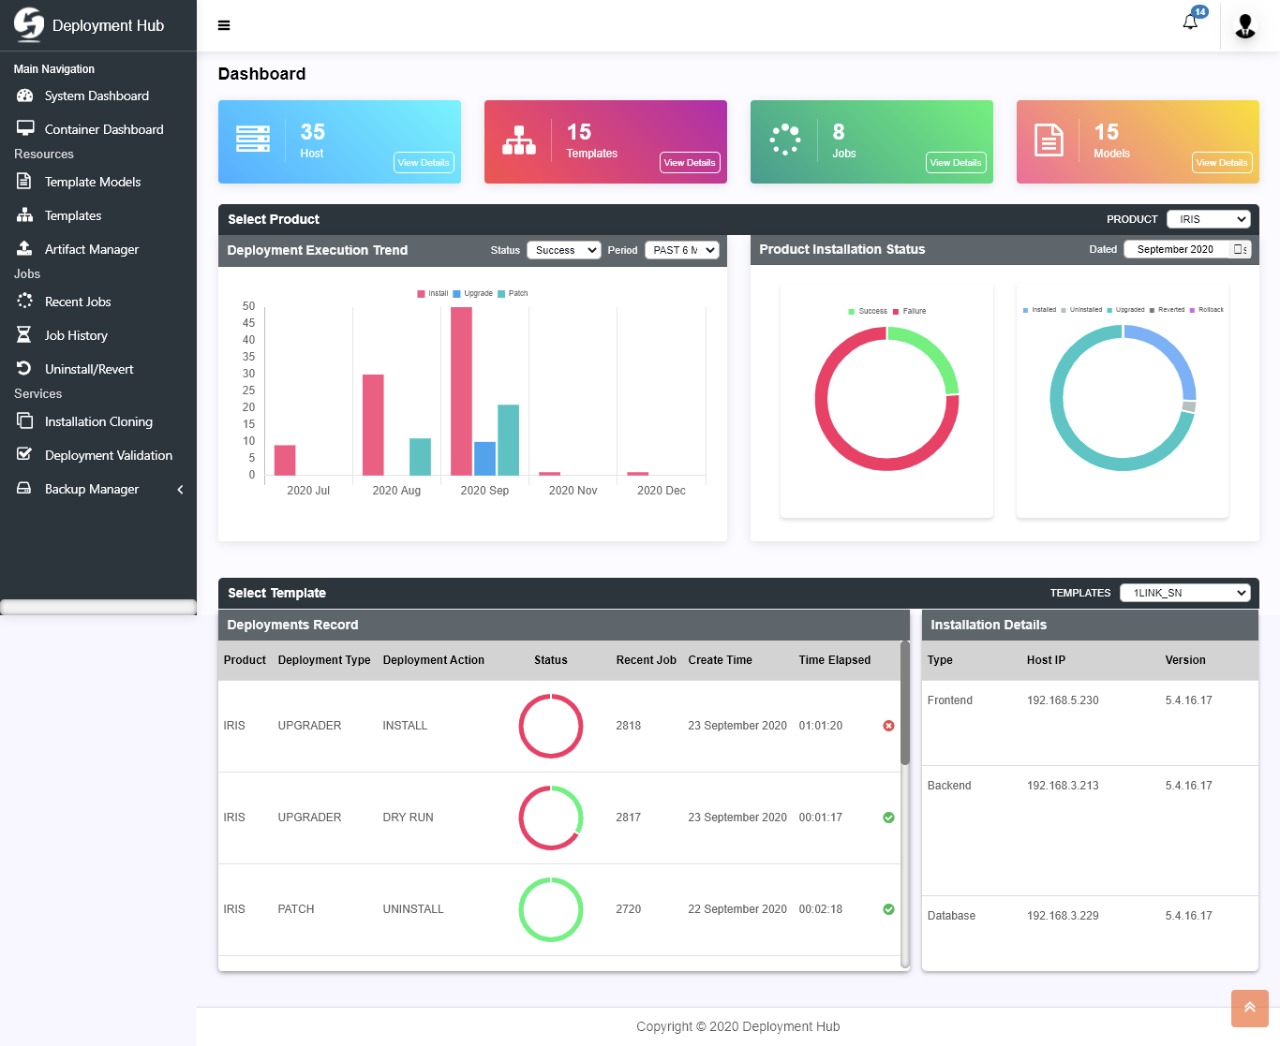 Deployment Hub
14
Main Navigation
System Dashboard
Container Dashboard
Resources
Template Models
Templates
Artifact Manager
Jobs
Recent Jobs
Job History
Uninstall/Revert
Services
Installation Cloning
Deployment Validation
Backup Manager
Dashboard
35
Host
View Details
15
Templates
View Details
8
Jobs
View Details
15
Models
View Details
Select Product
PRODUCT IRIS
Deployment Execution Trend
Status Success Period PAST 6 M
Install Upgrade Patch
50
45
40
35
30
25
20
15
10
5
0
2020 Jul 2020 Aug 2020 Sep 2020 Nov 2020 Dec
Product Installation Status
Dated September 2020
Success Failure
Installed Uninstalled Upgraded Reverted Rollback
Select Template
TEMPLATES 1LINK_SN
Deployments Record
Product Deployment Type Deployment Action Status Recent Job Create Time Time Elapsed
IRIS UPGRADER INSTALL 2818 23 September 2020 01:01:20
IRIS UPGRADER DRY RUN 2817 23 September 2020 00:01:17
IRIS PATCH UNINSTALL 2720 22 September 2020 00:02:18
Installation Details
Type Host IP Version
Frontend 192.168.5.230 5.4.16.17
Backend 192.168.3.213 5.4.16.17
Database 192.168.3.229 5.4.16.17
Copyright © 2020 Deployment Hub